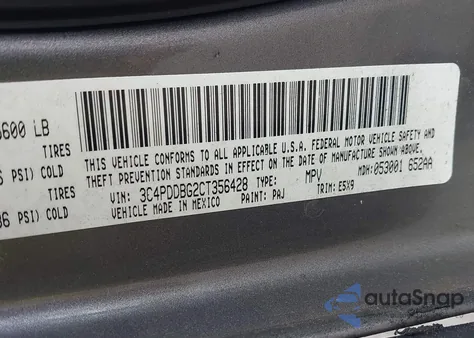 600 LB
TIRES
PSI) COLD
TIRES
PSI) COLD
THIS VEHICLE CONFORMS TO ALL APPLICABLE U.S.A. FEDERAL MOTOR VEHICLE SAFETY AND
THEFT PREVENTION STANDARDS IN EFFECT ON THE DATE OF MANUFACTURE SHOWN ABOVE.
VIN: 3C4PDDBG2CT356428 TYPE: MPV MDH: 053001 652AA
VEHICLE MADE IN MEXICO PAINT: PAJ TRIM: E5X9
autoSnap